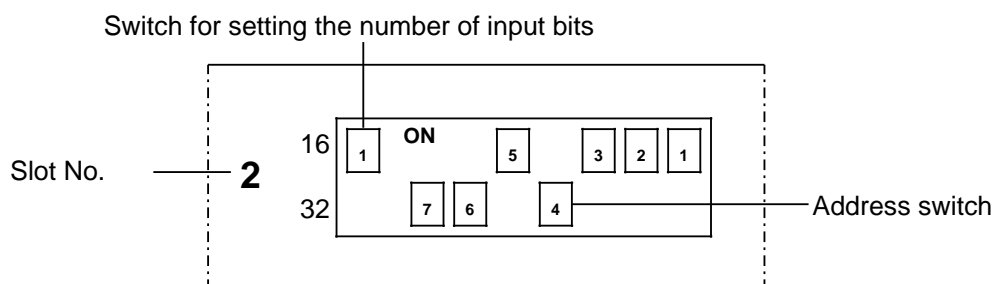 Switch for setting the number of input bits
16 1 ON 5 3 2 1
Slot No. 2
32 7 6 4 Address switch